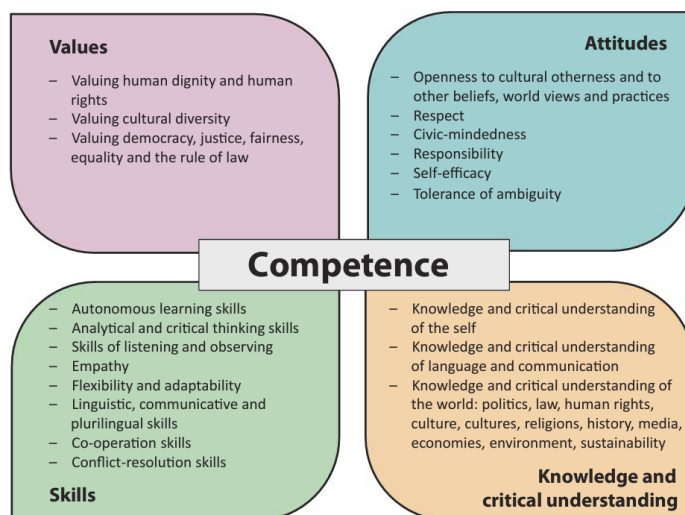 Values
– Valuing human dignity and human
rights
– Valuing cultural diversity
– Valuing democracy, justice, fairness,
equality and the rule of law
Attitudes
– Openness to cultural otherness and to
other beliefs, world views and practices
– Respect
– Civic-mindedness
– Responsibility
– Self-efficacy
– Tolerance of ambiguity
Competence
– Autonomous learning skills
– Analytical and critical thinking skills
– Skills of listening and observing
– Empathy
– Flexibility and adaptability
– Linguistic, communicative and
plurilingual skills
– Co-operation skills
– Conflict-resolution skills
Skills
– Knowledge and critical understanding
of the self
– Knowledge and critical understanding
of language and communication
– Knowledge and critical understanding of
the world: politics, law, human rights,
culture, cultures, religions, history, media,
economies, environment, sustainability
Knowledge and
critical understanding